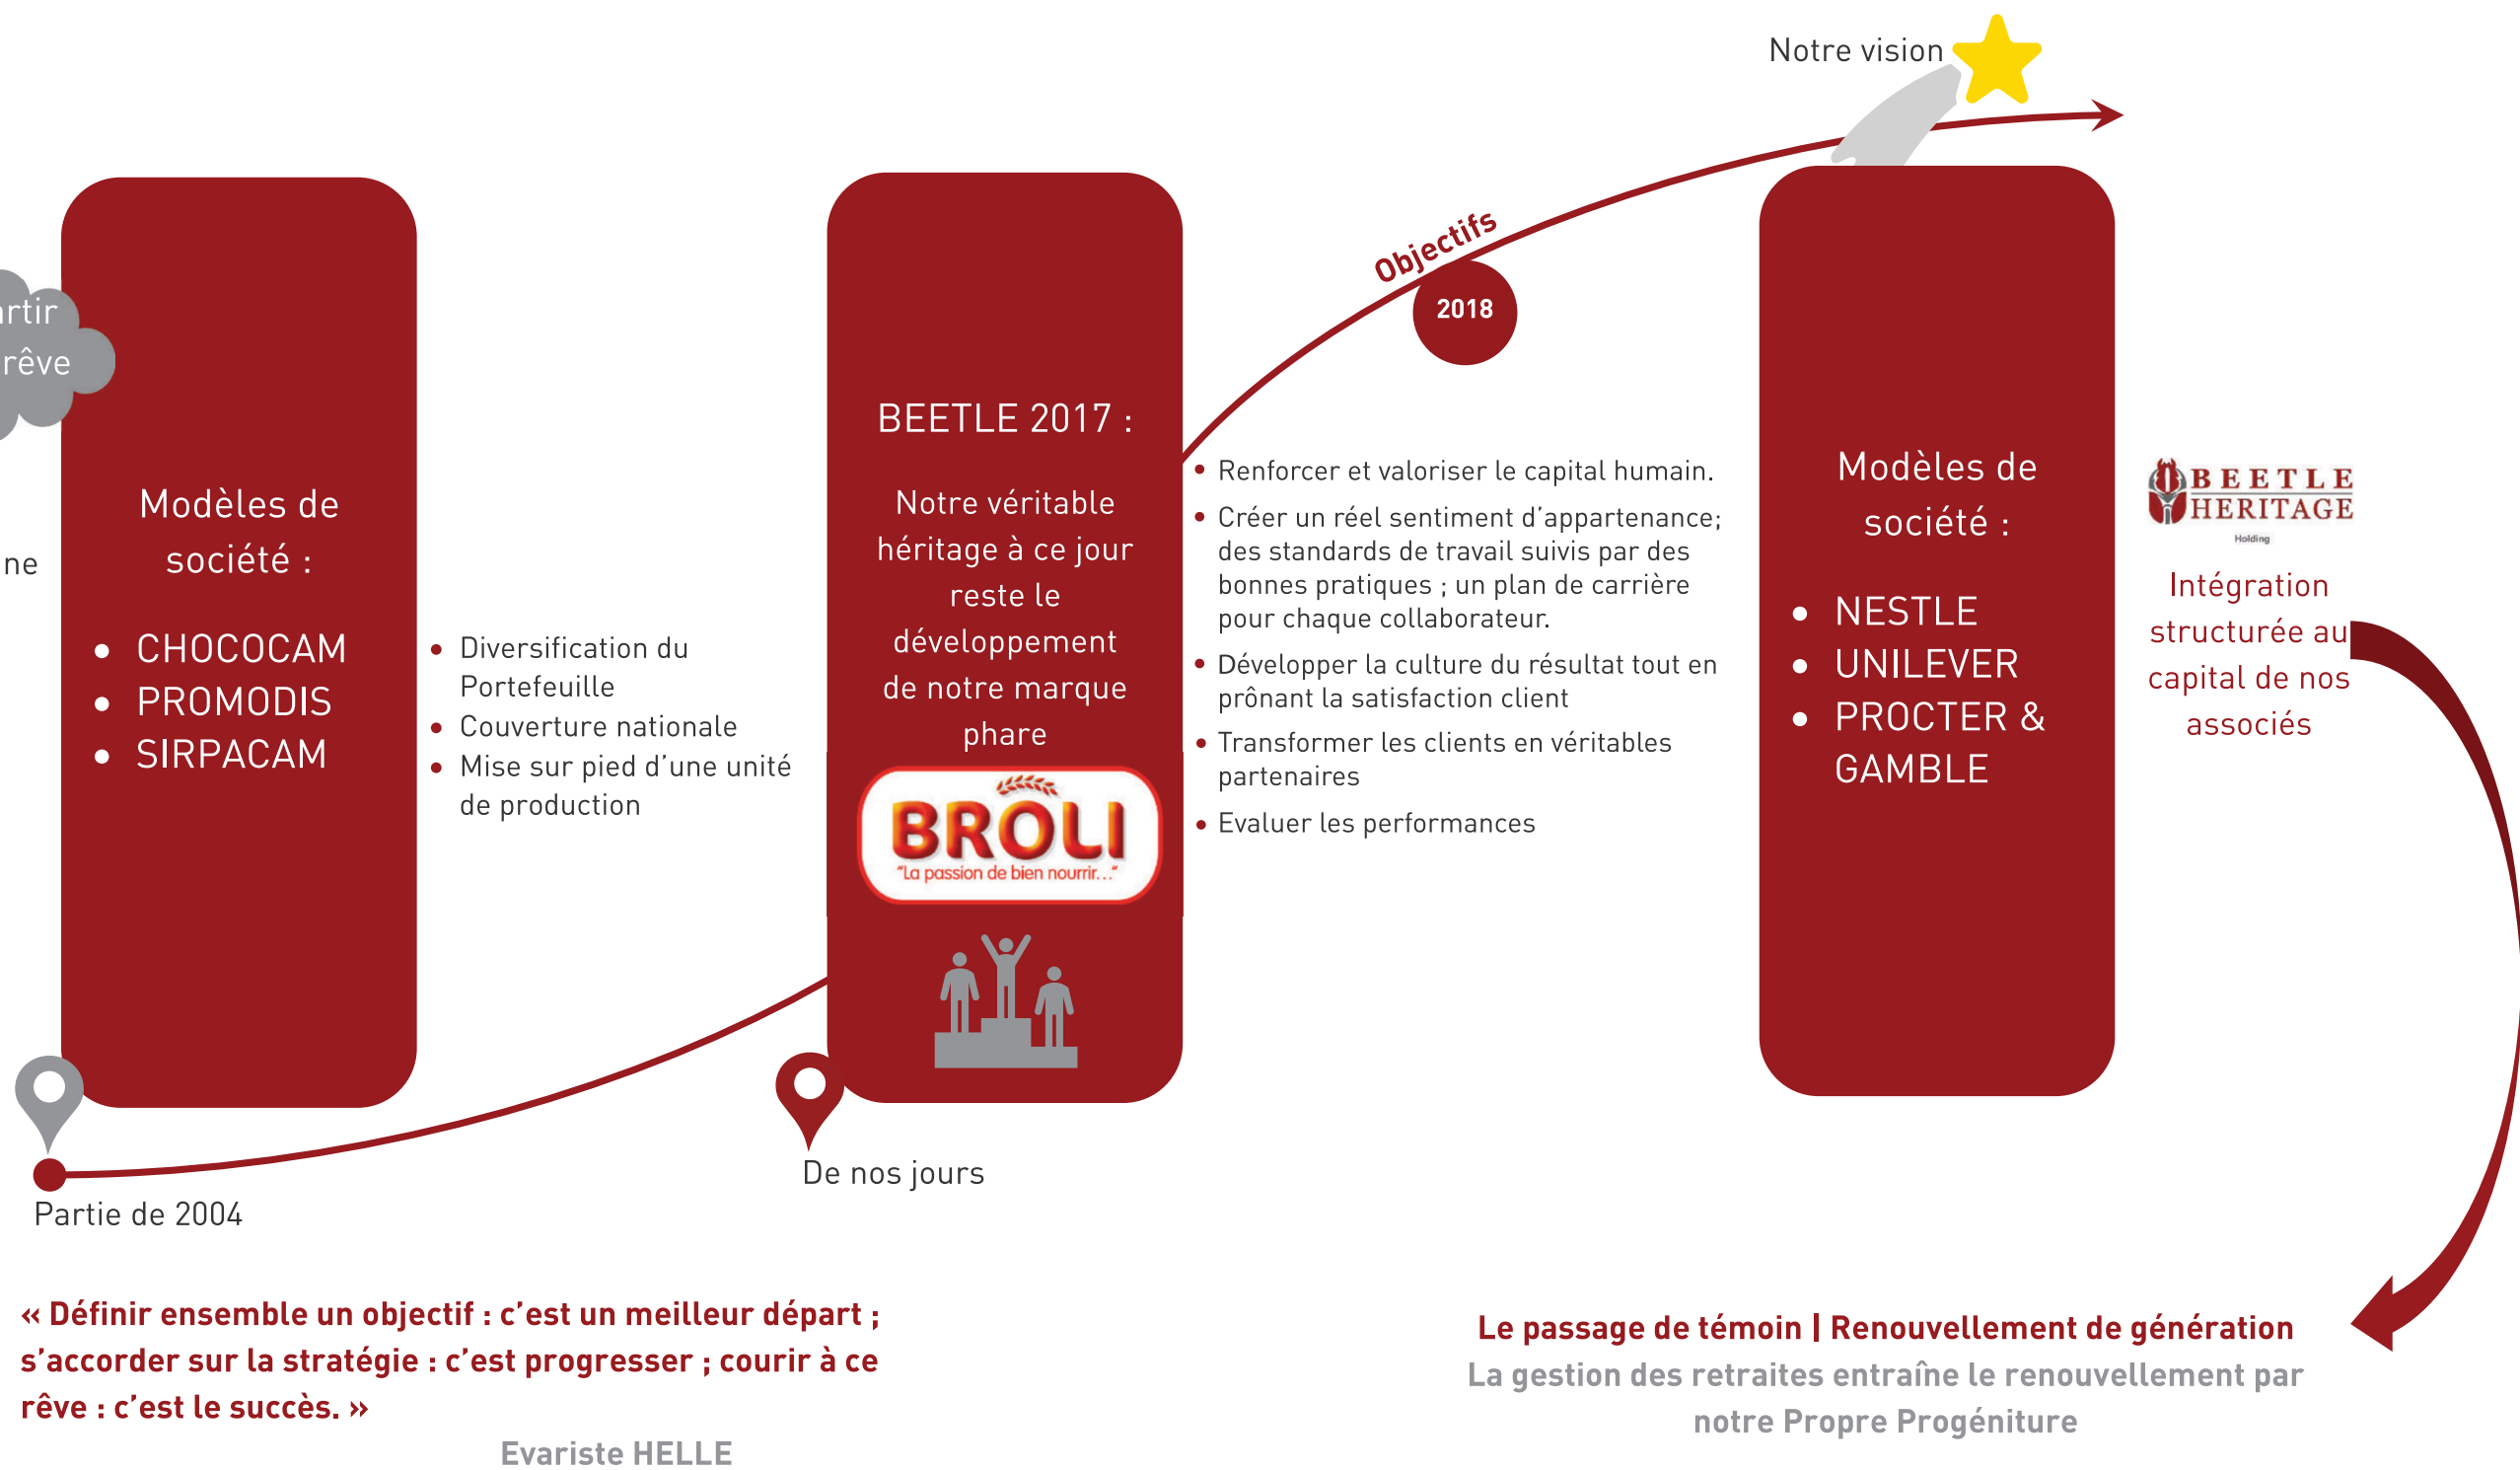 Notre vision
rêve
ne
Modèles de
société :
• CHOCOCAM
• PROMODIS
• SIRPACAM
Partie de 2004
• Diversification du
Portefeuille
• Couverture nationale
• Mise sur pied d’une unité
de production
BEETLE 2017 :
Notre véritable
héritage à ce jour
reste le
développement
de notre marque
phare
BROLI
“La passion de bien nourrir...”
De nos jours
Objectifs
2018
• Renforcer et valoriser le capital humain.
• Créer un réel sentiment d’appartenance;
des standards de travail suivis par des
bonnes pratiques ; un plan de carrière
pour chaque collaborateur.
• Développer la culture du résultat tout en
prônant la satisfaction client
• Transformer les clients en véritables
partenaires
• Evaluer les performances
Modèles de
société :
• NESTLE
• UNILEVER
• PROCTER &
GAMBLE
BEETLE
HERITAGE
Holding
Intégration
structurée au
capital de nos
associés
« Définir ensemble un objectif : c’est un meilleur départ ;
s’accorder sur la stratégie : c’est progresser ; courir à ce
rêve : c’est le succès. »
Evariste HELLE
Le passage de témoin | Renouvellement de génération
La gestion des retraites entraîne le renouvellement par
notre Propre Progéniture